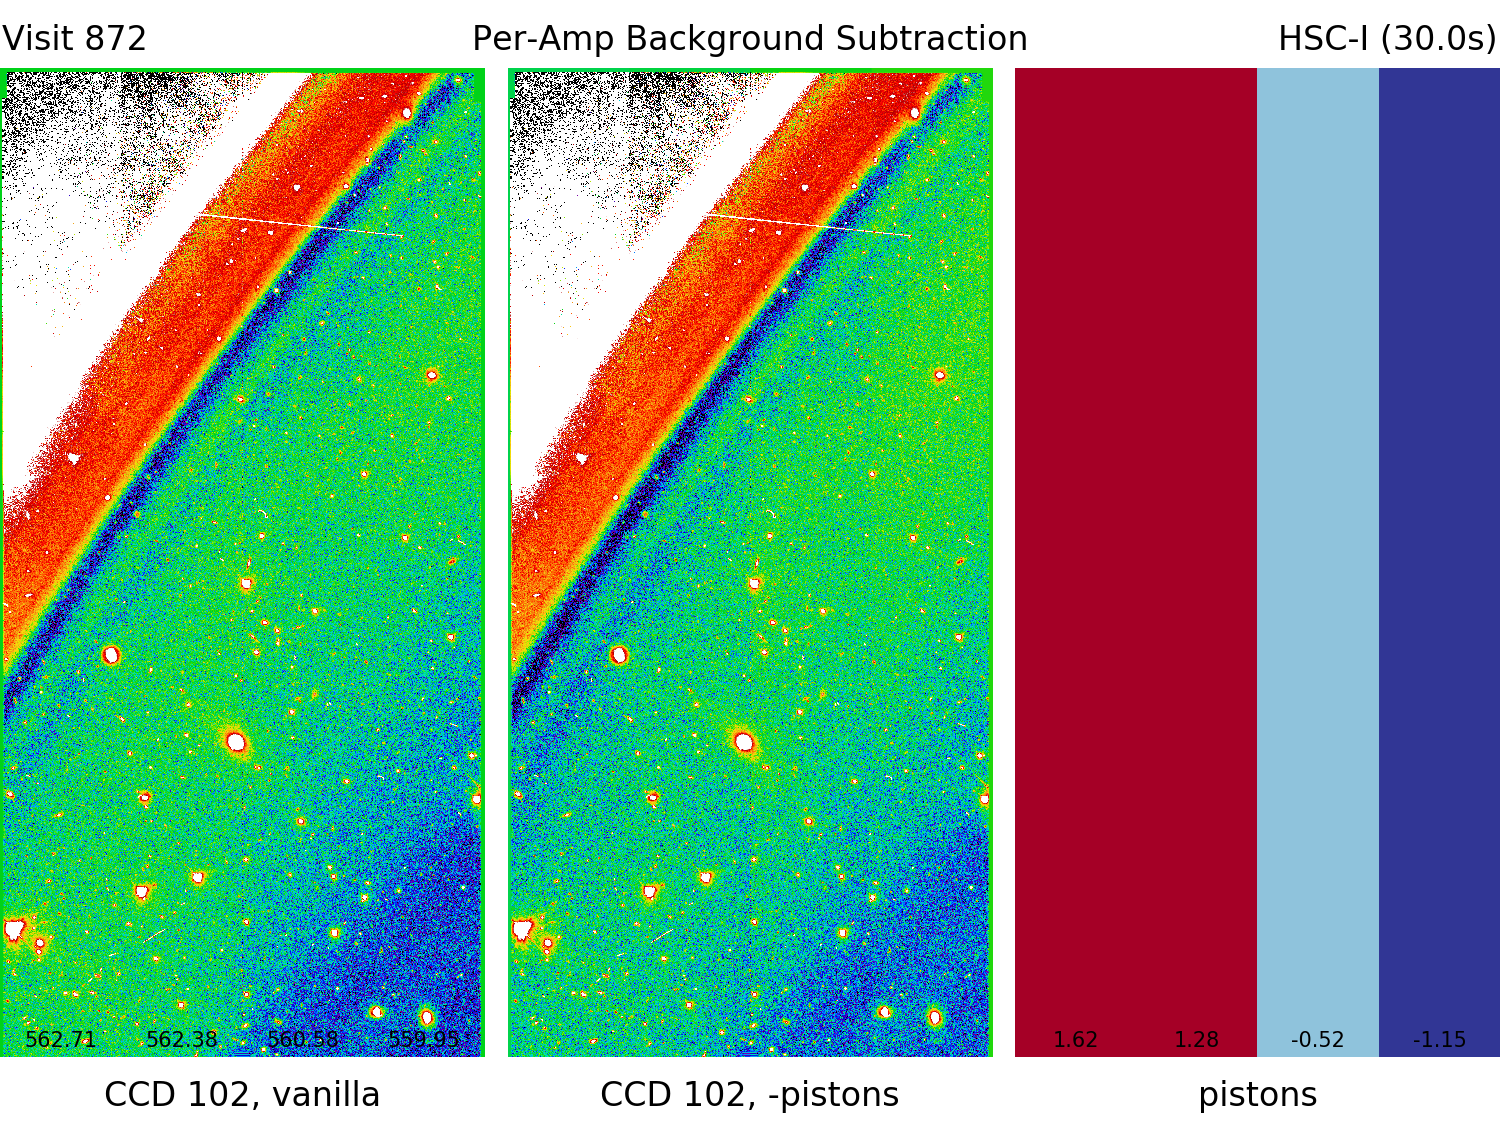 Visit 872 Per-Amp Background Subtraction HSC-I (30.0s)
562.71 562.38 560.58 559.95 1.62 1.28 -0.52 -1.15
CCD 102, vanilla CCD 102, -pistons pistons